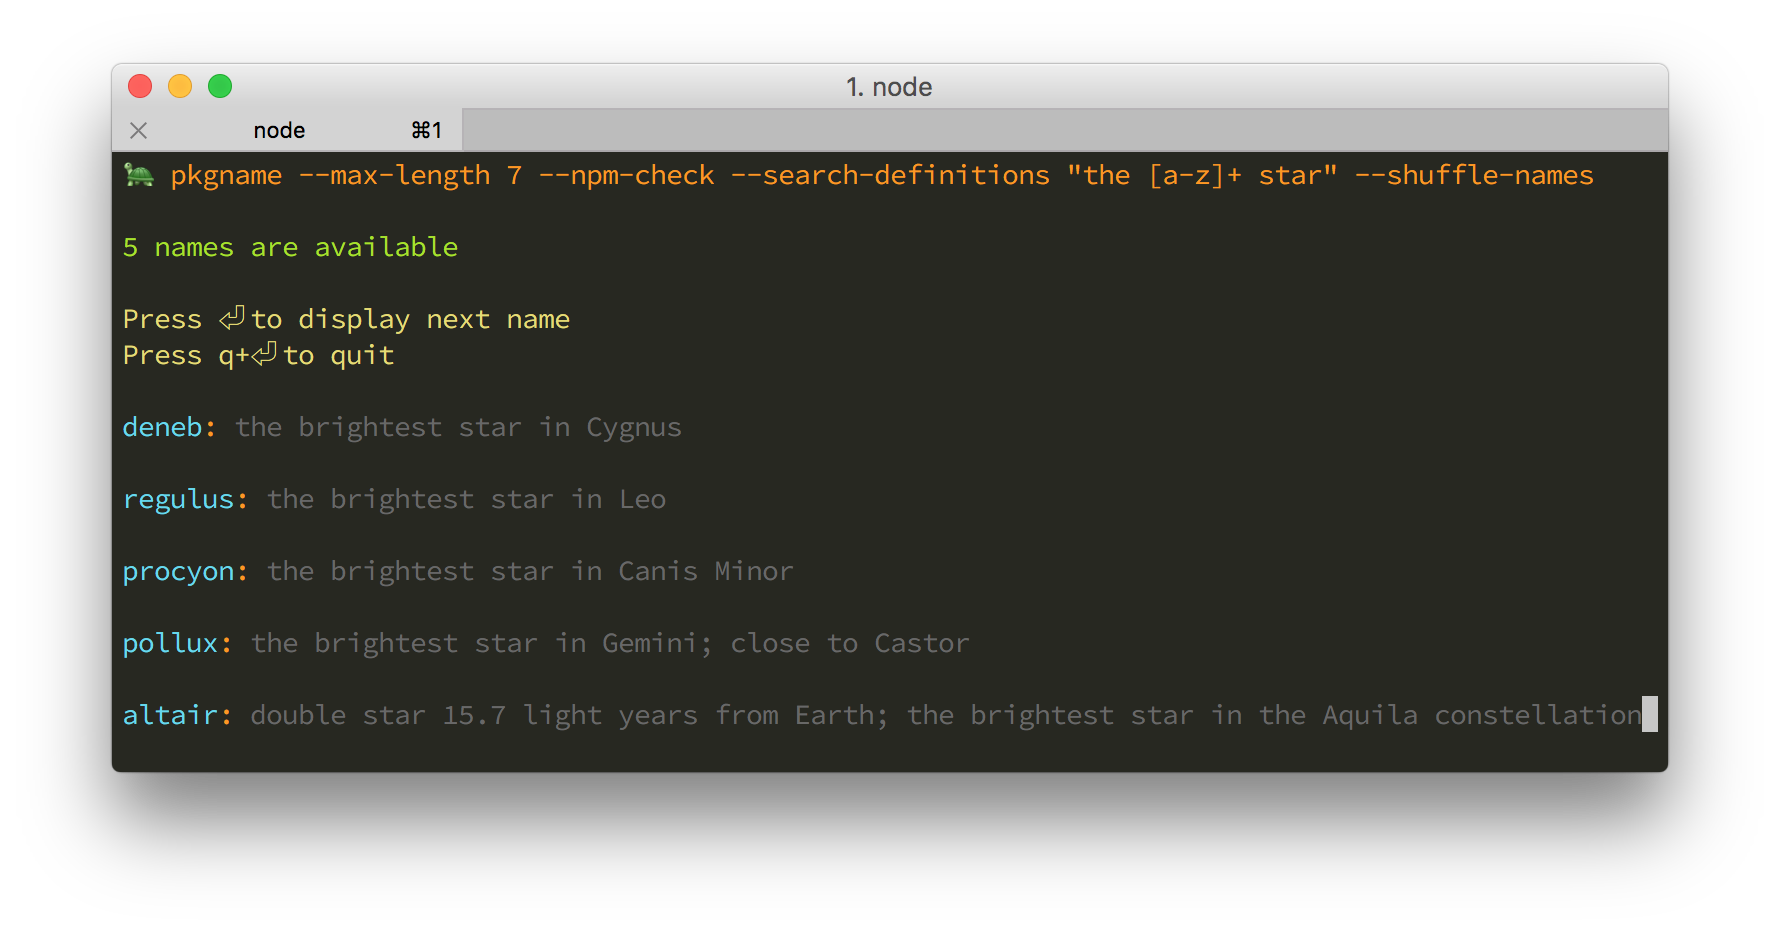 1. node
node ⌘1
🐢 pkgname --max-length 7 --npm-check --search-definitions "the [a-z]+ star" --shuffle-names
5 names are available
Press ⏎ to display next name
Press q+⏎ to quit
deneb: the brightest star in Cygnus
regulus: the brightest star in Leo
procyon: the brightest star in Canis Minor
pollux: the brightest star in Gemini; close to Castor
altair: double star 15.7 light years from Earth; the brightest star in the Aquila constellation